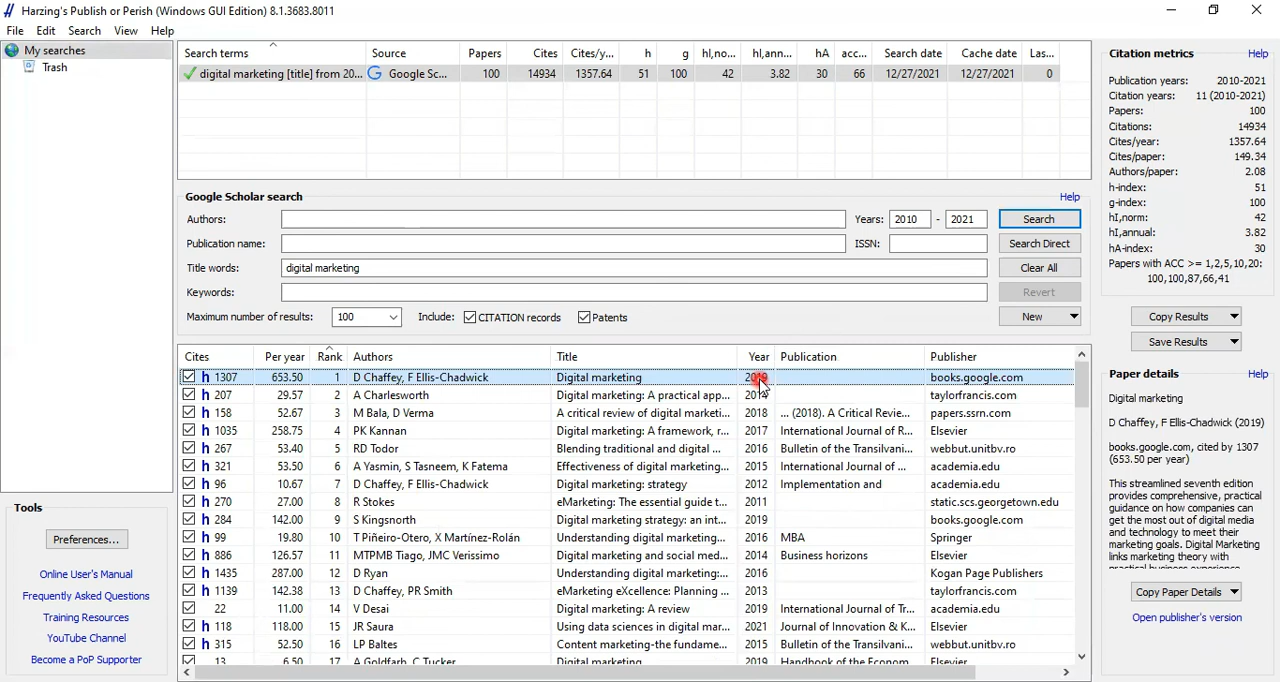 Harzing's Publish or Perish (Windows GUI Edition) 8.1.3683.8011
File Edit Search View Help
My searches
Trash
Search terms Source Papers Cites Cites/y... h g hI,no... hI,ann... hA acc... Search date Cache date Las...
digital marketing [title] from 20... Google Sc... 100 14934 1357.64 51 100 42 3.82 30 66 12/27/2021 12/27/2021 0
Google Scholar search Help
Authors: Years: 2010 - 2021 Search
Publication name: ISSN: Search Direct
Title words: digital marketing Clear All
Keywords: Revert
Maximum number of results: 100 Include: CITATION records Patents New
Cites Per year Rank Authors Title Year Publication Publisher
h 1307 653.50 1 D Chaffey, F Ellis-Chadwick Digital marketing 2019 books.google.com
h 207 29.57 2 A Charlesworth Digital marketing: A practical app... taylorfrancis.com
h 158 52.67 3 M Bala, D Verma A critical review of digital marketi... 2018 ... (2018). A Critical Revie... papers.ssrn.com
h 1035 258.75 4 PK Kannan Digital marketing: A framework, r... 2017 International Journal of R... Elsevier
h 267 53.40 5 RD Todor Blending traditional and digital ... 2016 Bulletin of the Transilvani... webbut.unitbv.ro
h 321 53.50 6 A Yasmin, S Tasneem, K Fatema Effectiveness of digital marketing... 2015 International Journal of ... academia.edu
h 96 10.67 7 D Chaffey, F Ellis-Chadwick Digital marketing: strategy 2012 Implementation and academia.edu
h 270 27.00 8 R Stokes eMarketing: The essential guide t... 2011 static.scs.georgetown.edu
h 284 142.00 9 S Kingsnorth Digital marketing strategy: an int... 2019 books.google.com
h 99 19.80 10 T Piñeiro-Otero, X Martínez-Rolán Understanding digital marketing... 2016 MBA Springer
h 886 126.57 11 MTPMB Tiago, JMC Verissimo Digital marketing and social med... 2014 Business horizons Elsevier
h 1435 287.00 12 D Ryan Understanding digital marketing:... 2016 Kogan Page Publishers
h 1139 142.38 13 D Chaffey, PR Smith eMarketing eXcellence: Planning ... 2013 taylorfrancis.com
22 11.00 14 V Desai Digital marketing: A review 2019 International Journal of Tr... academia.edu
h 118 118.00 15 JR Saura Using data sciences in digital mar... 2021 Journal of Innovation & K... Elsevier
h 315 52.50 16 LP Baltes Content marketing-the fundame... 2015 Bulletin of the Transilvani... webbut.unitbv.ro
13 6.50 17 A Goldfarb, C Tucker Digital marketing 2019 Handbook of the Econom... Elsevier
Citation metrics Help
Publication years: 2010-2021
Citation years: 11 (2010-2021)
Papers: 100
Citations: 14934
Cites/year: 1357.64
Cites/paper: 149.34
Authors/paper: 2.08
h-index: 51
g-index: 100
hI,norm: 42
hI,annual: 3.82
hA-index: 30
Papers with ACC >= 1,2,5,10,20:
100,100,87,66,41
Copy Results
Save Results
Paper details Help
Digital marketing
D Chaffey, F Ellis-Chadwick (2019)
books.google.com, cited by 1307
(653.50 per year)
This streamlined seventh edition
provides comprehensive, practical
guidance on how companies can
get the most out of digital media
and technology to meet their
marketing goals. Digital Marketing
links marketing theory with
practical business experience
Copy Paper Details
Open publisher's version
Tools
Preferences...
Online User's Manual
Frequently Asked Questions
Training Resources
YouTube Channel
Become a PoP Supporter